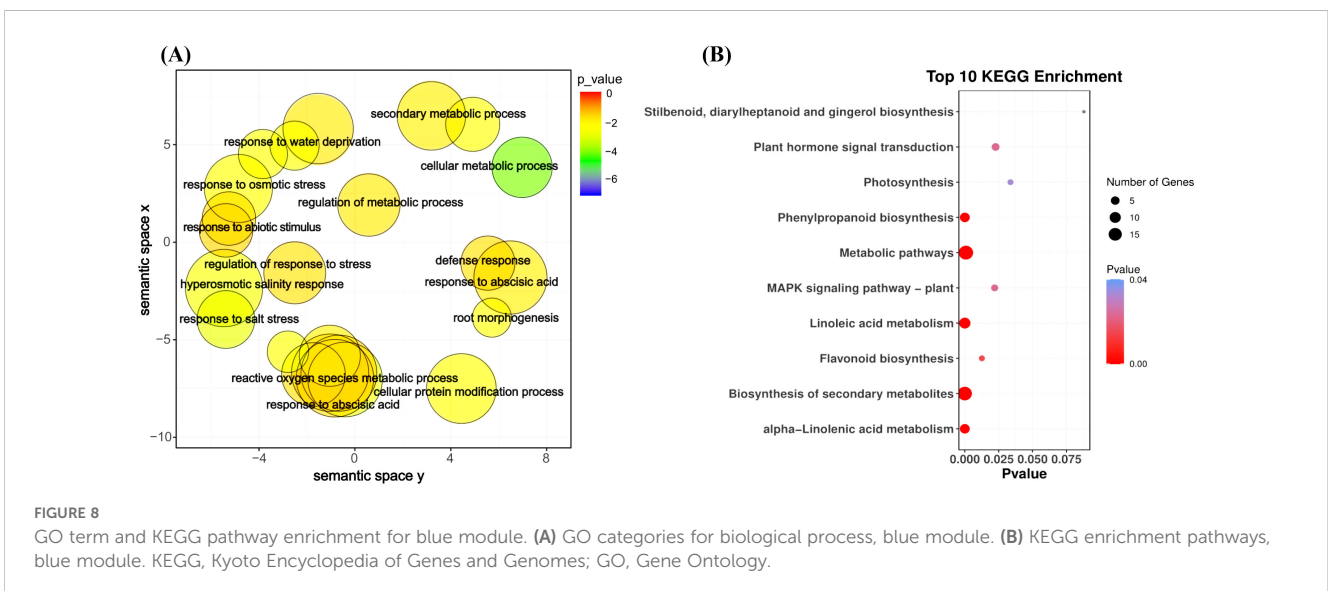 (A)
(B)
p_value
0
−2
−4
−6
secondary metabolic process
response to water deprivation
cellular metabolic process
response to osmotic stress
regulation of metabolic process
response to abiotic stimulus
regulation of response to stress
defense response
hyperosmotic salinity response
response to abscisic acid
response to salt stress
root morphogenesis
reactive oxygen species metabolic process
cellular protein modification process
response to abscisic acid
semantic space x
5
0
−5
−10
−4
0
4
8
semantic space y
Top 10 KEGG Enrichment
Stilbenoid, diarylheptanoid and gingerol biosynthesis
Plant hormone signal transduction
Photosynthesis
Phenylpropanoid biosynthesis
Metabolic pathways
MAPK signaling pathway − plant
Linoleic acid metabolism
Flavonoid biosynthesis
Biosynthesis of secondary metabolites
alpha−Linolenic acid metabolism
0.000 0.025 0.050 0.075
Pvalue
Number of Genes
5
10
15
Pvalue
0.04
0.00
FIGURE 8
GO term and KEGG pathway enrichment for blue module. (A) GO categories for biological process, blue module. (B) KEGG enrichment pathways,
blue module. KEGG, Kyoto Encyclopedia of Genes and Genomes; GO, Gene Ontology.